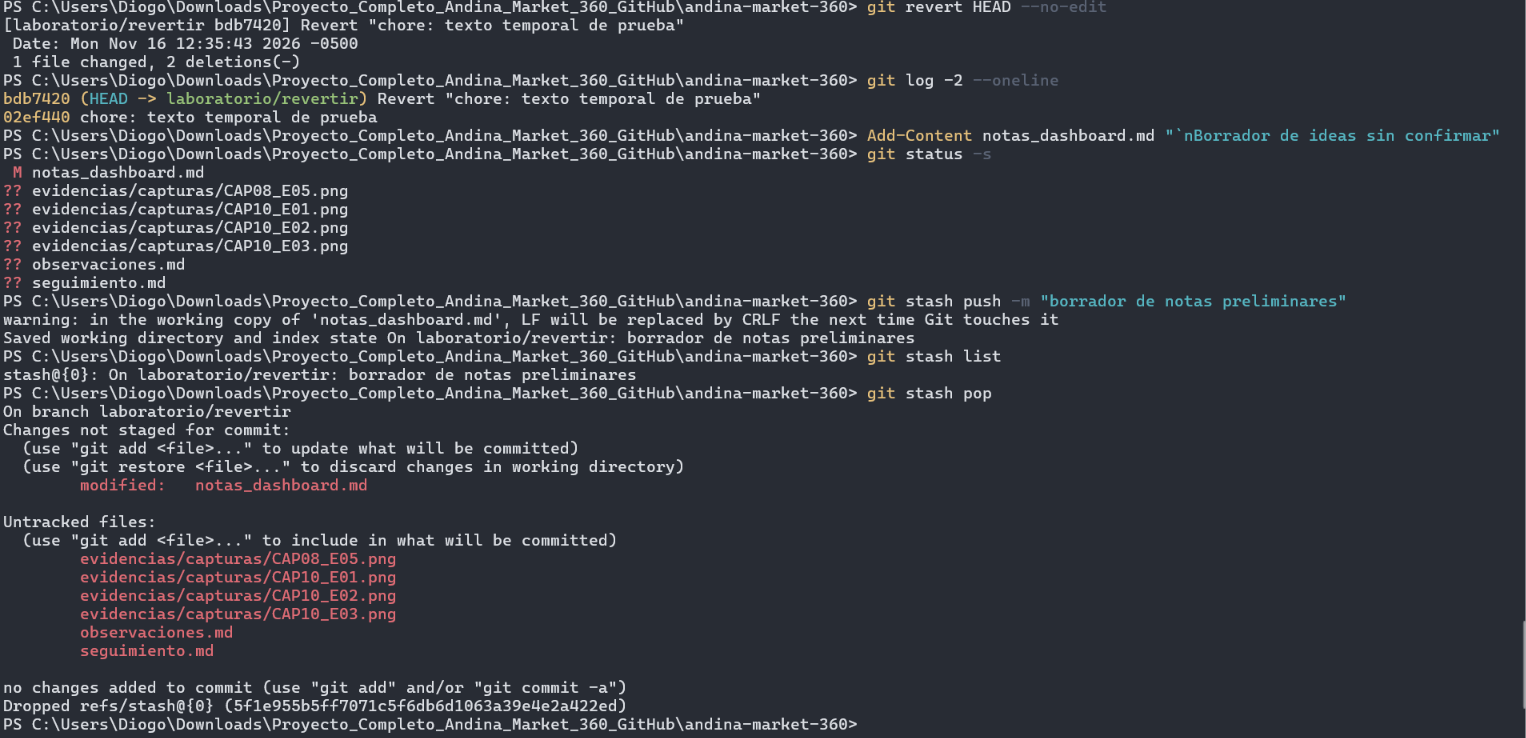 PS C:\Users\Diogo\Downloads\Proyecto_Completo_Andina_Market_360_GitHub\andina-market-360> git revert HEAD --no-edit
[laboratorio/revertir bdb7420] Revert "chore: texto temporal de prueba"
 Date: Mon Nov 16 12:35:43 2026 -0500
 1 file changed, 2 deletions(-)
PS C:\Users\Diogo\Downloads\Proyecto_Completo_Andina_Market_360_GitHub\andina-market-360> git log -2 --oneline
bdb7420 (HEAD -> laboratorio/revertir) Revert "chore: texto temporal de prueba"
02ef440 chore: texto temporal de prueba
PS C:\Users\Diogo\Downloads\Proyecto_Completo_Andina_Market_360_GitHub\andina-market-360> Add-Content notas_dashboard.md "`nBorrador de ideas sin confirmar"
PS C:\Users\Diogo\Downloads\Proyecto_Completo_Andina_Market_360_GitHub\andina-market-360> git status -s
 M notas_dashboard.md
?? evidencias/capturas/CAP08_E05.png
?? evidencias/capturas/CAP10_E01.png
?? evidencias/capturas/CAP10_E02.png
?? evidencias/capturas/CAP10_E03.png
?? observaciones.md
?? seguimiento.md
PS C:\Users\Diogo\Downloads\Proyecto_Completo_Andina_Market_360_GitHub\andina-market-360> git stash push -m "borrador de notas preliminares"
warning: in the working copy of 'notas_dashboard.md', LF will be replaced by CRLF the next time Git touches it
Saved working directory and index state On laboratorio/revertir: borrador de notas preliminares
PS C:\Users\Diogo\Downloads\Proyecto_Completo_Andina_Market_360_GitHub\andina-market-360> git stash list
stash@{0}: On laboratorio/revertir: borrador de notas preliminares
PS C:\Users\Diogo\Downloads\Proyecto_Completo_Andina_Market_360_GitHub\andina-market-360> git stash pop
On branch laboratorio/revertir
Changes not staged for commit:
  (use "git add <file>..." to update what will be committed)
  (use "git restore <file>..." to discard changes in working directory)
        modified:   notas_dashboard.md

Untracked files:
  (use "git add <file>..." to include in what will be committed)
        evidencias/capturas/CAP08_E05.png
        evidencias/capturas/CAP10_E01.png
        evidencias/capturas/CAP10_E02.png
        evidencias/capturas/CAP10_E03.png
        observaciones.md
        seguimiento.md

no changes added to commit (use "git add" and/or "git commit -a")
Dropped refs/stash@{0} (5f1e955b5ff7071c5f6db6d1063a39e4e2a422ed)
PS C:\Users\Diogo\Downloads\Proyecto_Completo_Andina_Market_360_GitHub\andina-market-360>